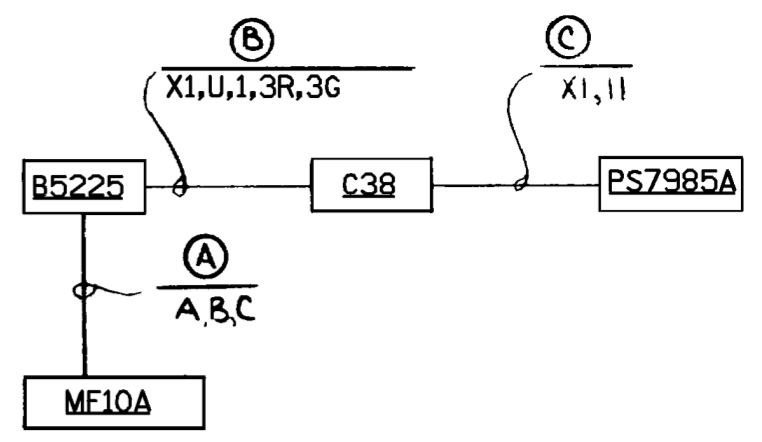 B
C
X1,U,1,3R,3G
X1,11
B5225
C38
PS7985A
A
A,B,C
MF10A